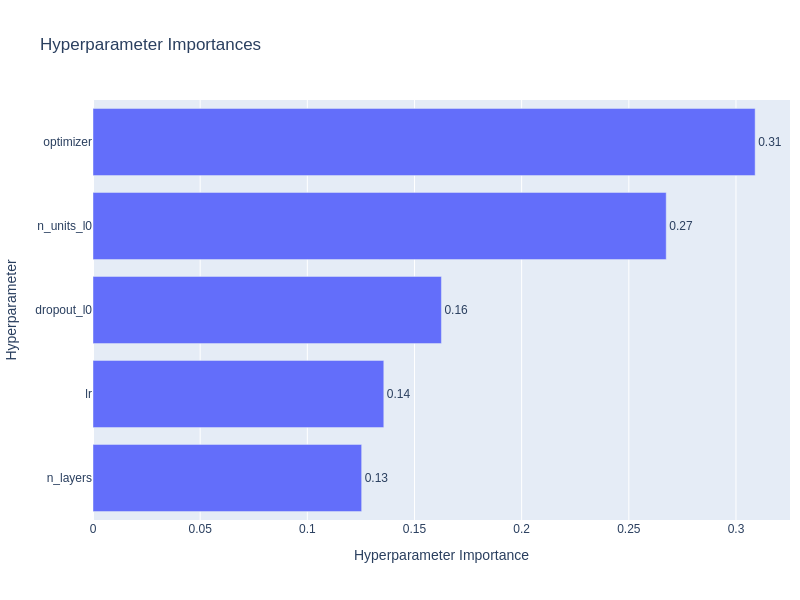 Hyperparameter Importances
optimizer
0.31
n_units_l0
0.27
dropout_l0
0.16
lr
0.14
n_layers
0.13
0
0.05
0.1
0.15
0.2
0.25
0.3
Hyperparameter Importance
Hyperparameter